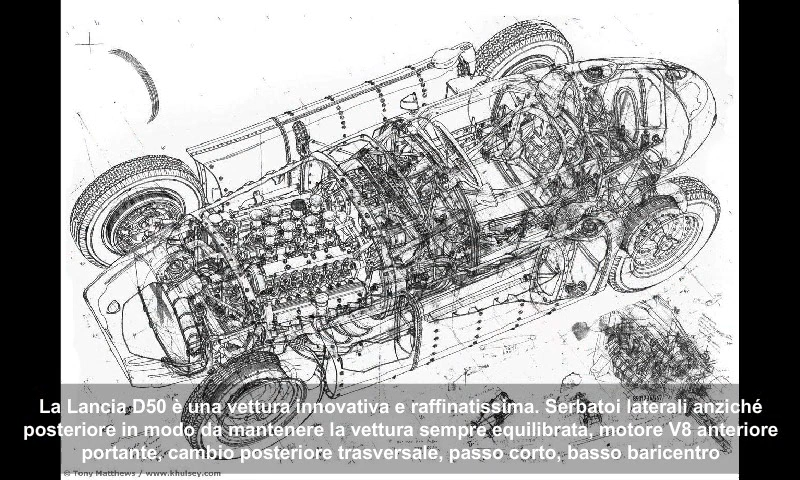 La Lancia D50 è una vettura innovativa e raffinatissima. Serbatoi laterali anziché
posteriore in modo da mantenere la vettura sempre equilibrata, motore V8 anteriore
portante, cambio posteriore trasversale, passo corto, basso baricentro
© Tony Matthews / www.khulsey.com